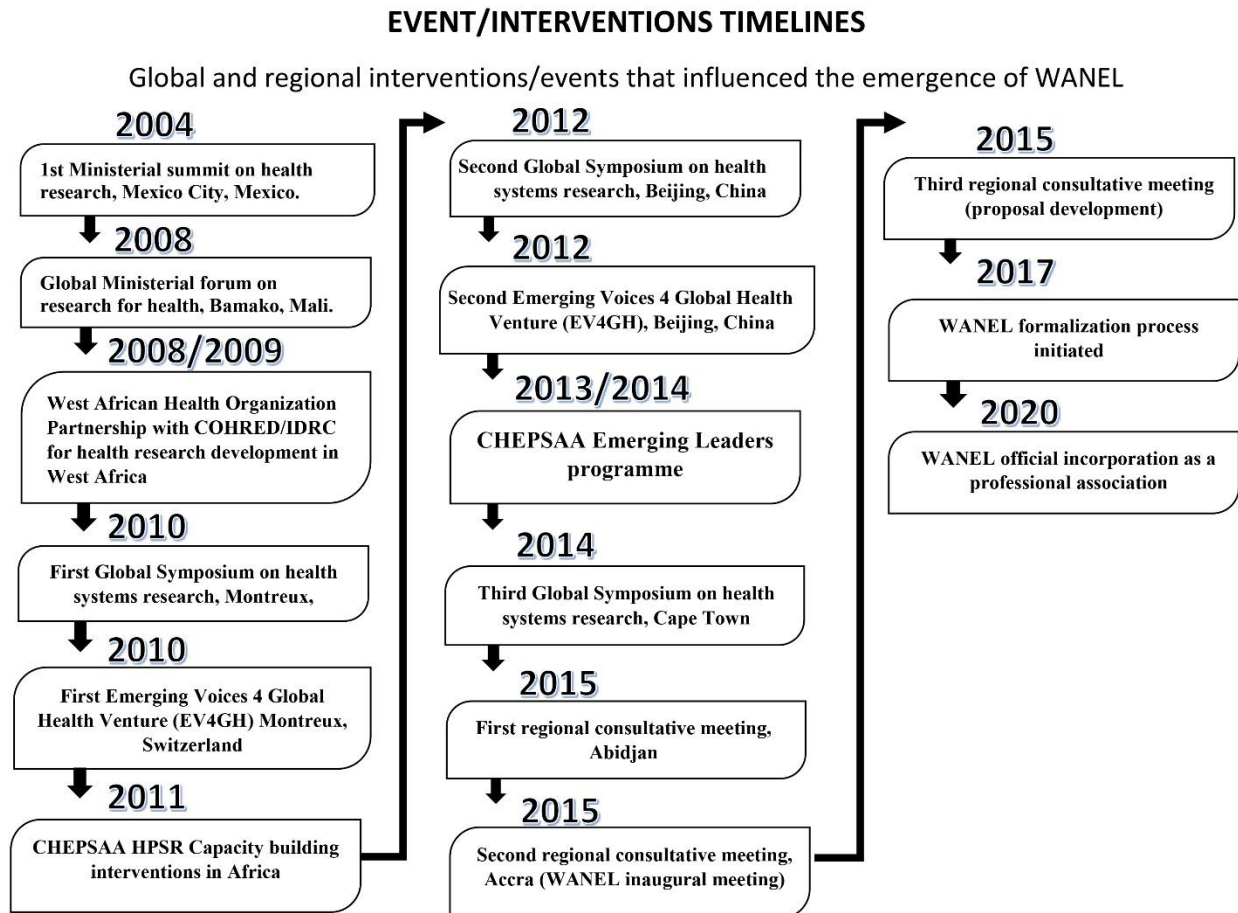 EVENT/INTERVENTIONS TIMELINES
Global and regional interventions/events that influenced the emergence of WANEL
2004
1st Ministerial summit on health
research, Mexico City, Mexico.
2008
Global Ministerial forum on
research for health, Bamako, Mali.
2008/2009
West African Health Organization
Partnership with COHRED/IDRC
for health research development in
West Africa
2010
First Global Symposium on health
systems research, Montreux,
2010
First Emerging Voices 4 Global
Health Venture (EV4GH) Montreux,
Switzerland
2011
CHEPSAA HPSR Capacity building
interventions in Africa
2012
Second Global Symposium on health
systems research, Beijing, China
2012
Second Emerging Voices 4 Global Health
Venture (EV4GH), Beijing, China
2013/2014
CHEPSAA Emerging Leaders
programme
2014
Third Global Symposium on health
systems research, Cape Town
2015
First regional consultative meeting,
Abidjan
2015
Second regional consultative meeting,
Accra (WANEL inaugural meeting)
2015
Third regional consultative meeting
(proposal development)
2017
WANEL formalization process
initiated
2020
WANEL official incorporation as a
professional association